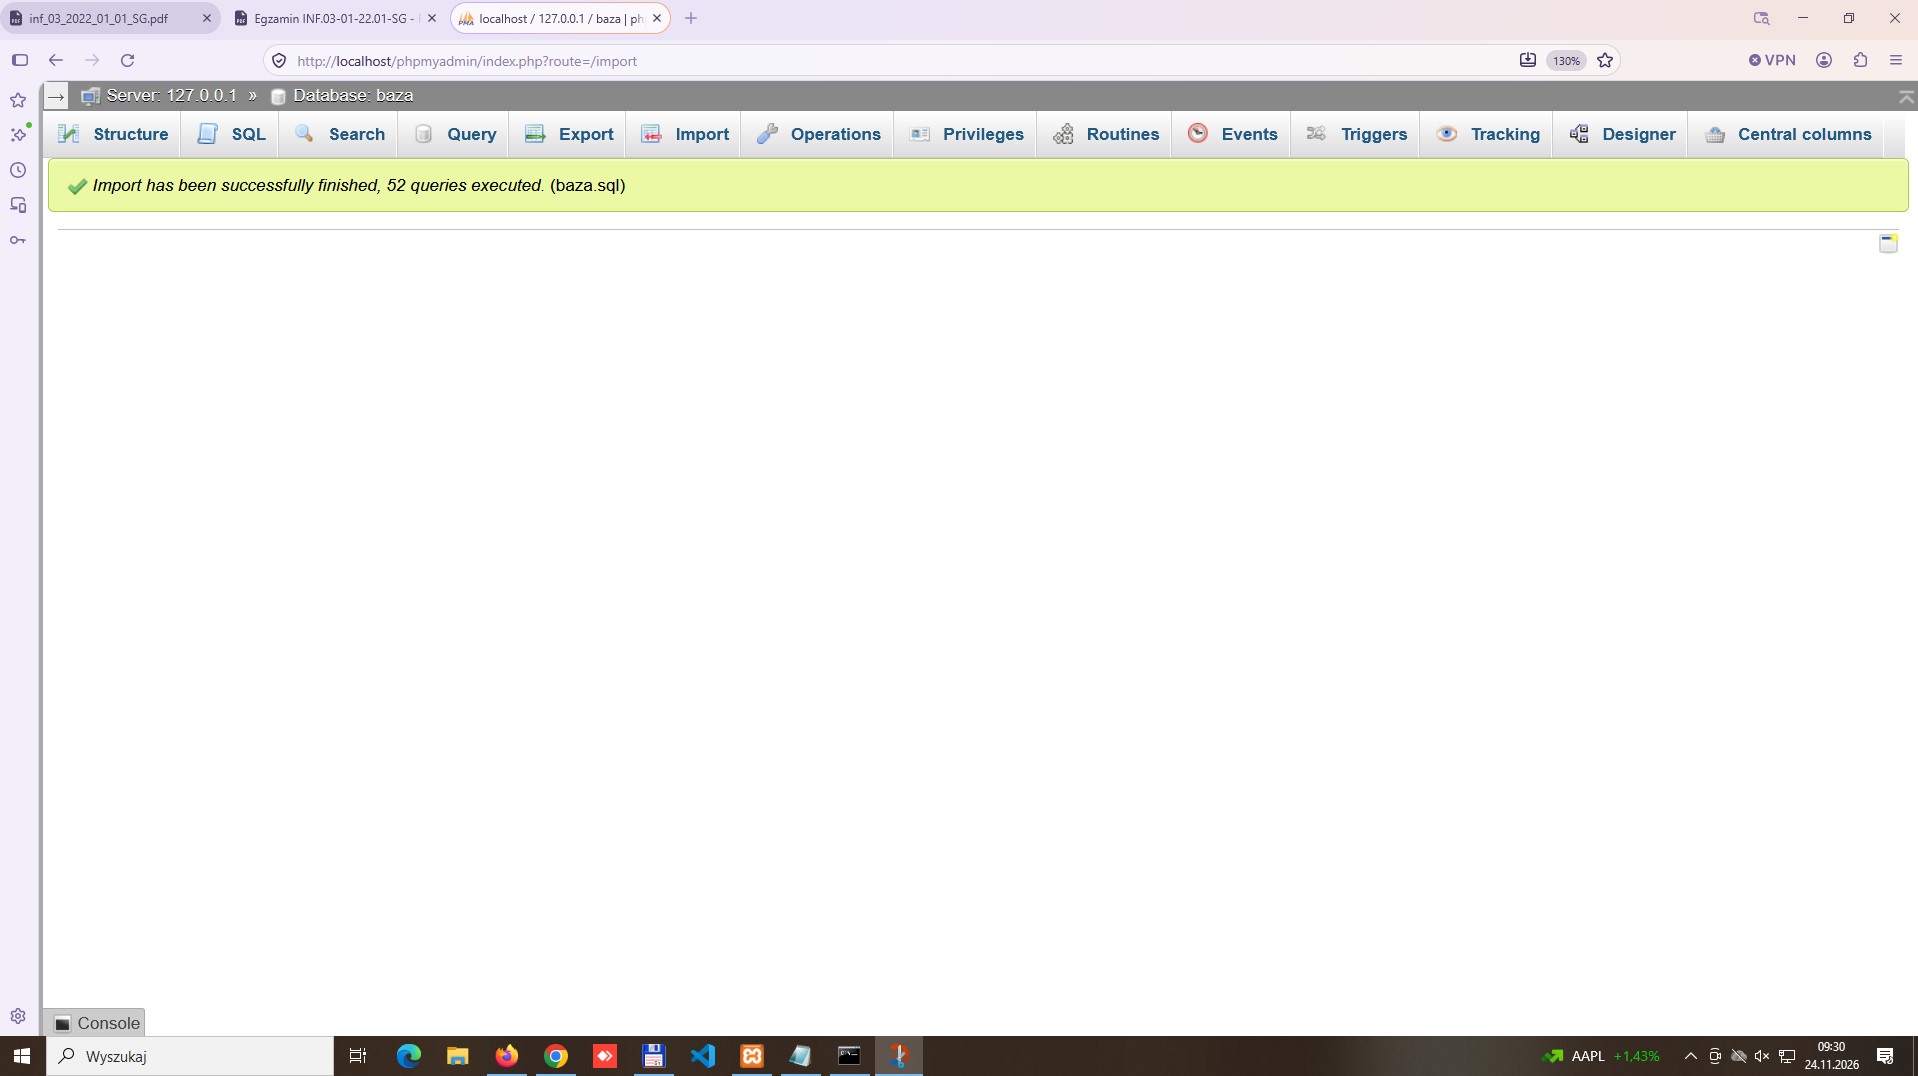 inf_03_2022_01_01_SG.pdf
Egzamin INF.03-01-22.01-SG -
localhost / 127.0.0.1 / baza | ph
http://localhost/phpmyadmin/index.php?route=/import
130%
VPN
Server: 127.0.0.1 » Database: baza
Structure
SQL
Search
Query
Export
Import
Operations
Privileges
Routines
Events
Triggers
Tracking
Designer
Central columns
Import has been successfully finished, 52 queries executed. (baza.sql)
Console
Wyszukaj
AAPL +1,43%
09:30
24.11.2026